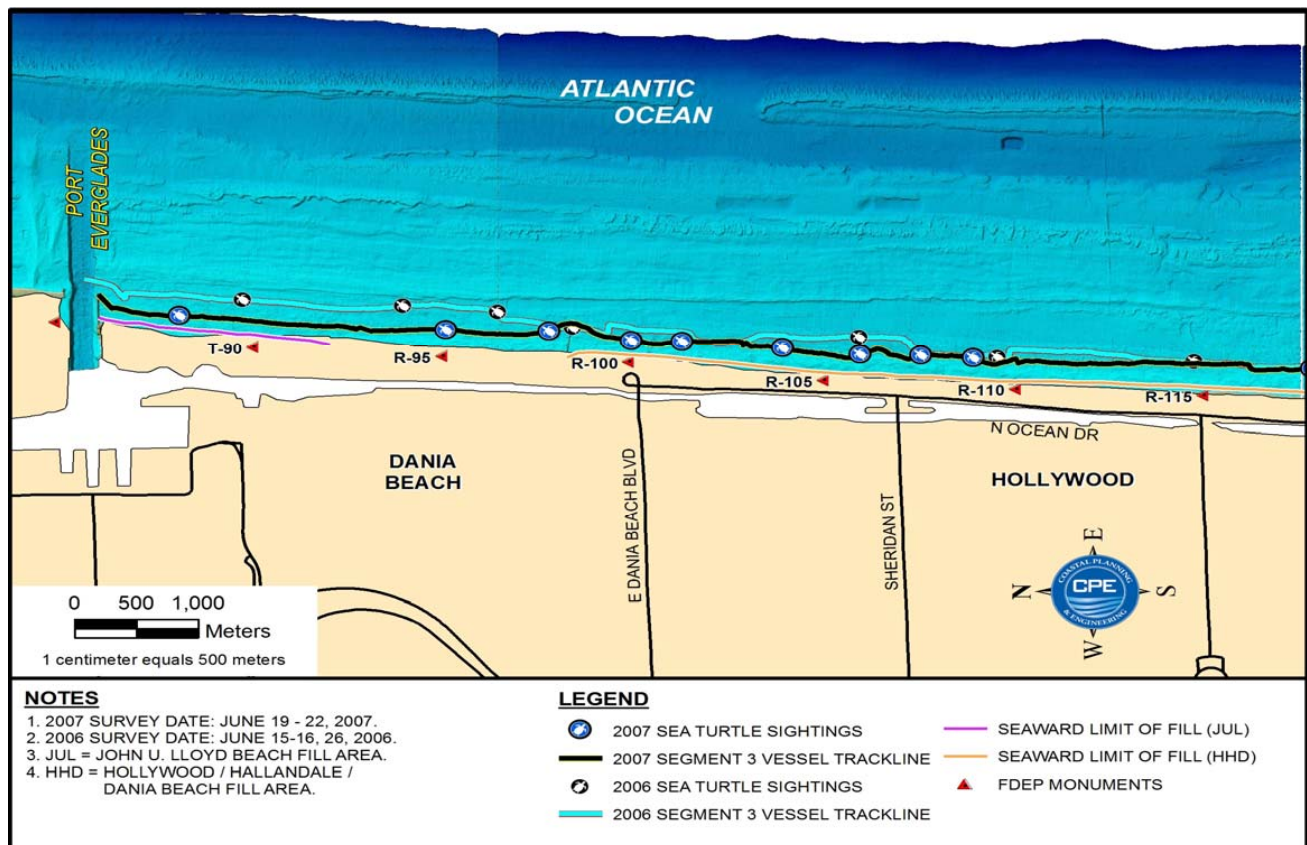 ATLANTIC
OCEAN
PORT
EVERGLADES
T-90
R-95
R-100
R-105
R-110
R-115
N OCEAN DR
DANIA
BEACH
HOLLYWOOD
E DANIA BEACH BLVD
SHERIDAN ST
N
E
S
W
COASTAL PLANNING
CPE
& ENGINEERING
0 500 1,000
Meters
1 centimeter equals 500 meters
NOTES
1. 2007 SURVEY DATE: JUNE 19 - 22, 2007.
2. 2006 SURVEY DATE: JUNE 15-16, 26, 2006.
3. JUL = JOHN U. LLOYD BEACH FILL AREA.
4. HHD = HOLLYWOOD / HALLANDALE /
DANIA BEACH FILL AREA.
LEGEND
2007 SEA TURTLE SIGHTINGS
2007 SEGMENT 3 VESSEL TRACKLINE
2006 SEA TURTLE SIGHTINGS
2006 SEGMENT 3 VESSEL TRACKLINE
SEAWARD LIMIT OF FILL (JUL)
SEAWARD LIMIT OF FILL (HHD)
FDEP MONUMENTS